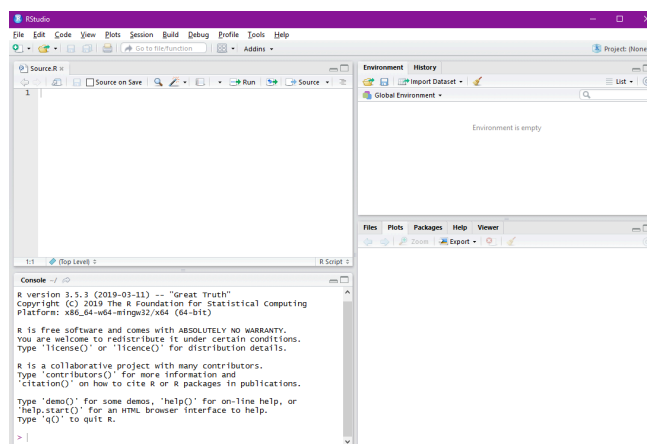 RStudio
File Edit Code View Plots Session Build Debug Profile Tools Help
Go to file/function Addins Project: (None
Source.R
Source on Save Run Source
1
1:1 (Top Level) R Script
Console ~/
R version 3.5.3 (2019-03-11) -- "Great Truth"
Copyright (C) 2019 The R Foundation for Statistical Computing
Platform: x86_64-w64-mingw32/x64 (64-bit)
R is free software and comes with ABSOLUTELY NO WARRANTY.
You are welcome to redistribute it under certain conditions.
Type 'license()' or 'licence()' for distribution details.
R is a collaborative project with many contributors.
Type 'contributors()' for more information and
'citation()' on how to cite R or R packages in publications.
Type 'demo()' for some demos, 'help()' for on-line help, or
'help.start()' for an HTML browser interface to help.
Type 'q()' to quit R.
>
Environment History
Import Dataset List
Global Environment
Environment is empty
Files Plots Packages Help Viewer
Zoom Export